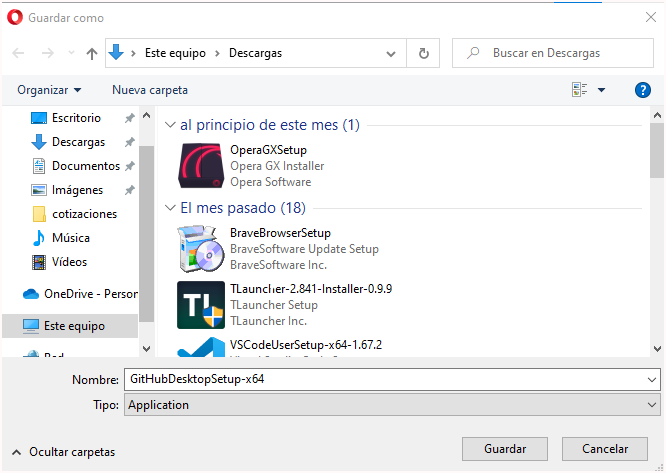 Guardar como
Este equipo > Descargas
Buscar en Descargas
Organizar
Nueva carpeta
?
Escritorio
Descargas
Documentos
Imágenes
cotizaciones
Música
Vídeos
OneDrive - Person
Este equipo
al principio de este mes (1)
OperaGXSetup
Opera GX Installer
Opera Software
El mes pasado (18)
BraveBrowserSetup
BraveSoftware Update Setup
BraveSoftware Inc.
TL
TLauncher-2.841-Installer-0.9.9
TLauncher Setup
TLauncher Inc.
VSCodeUserSetup-x64-1.67.2
Nombre: GitHubDesktopSetup-x64
Tipo: Application
Ocultar carpetas
Guardar
Cancelar